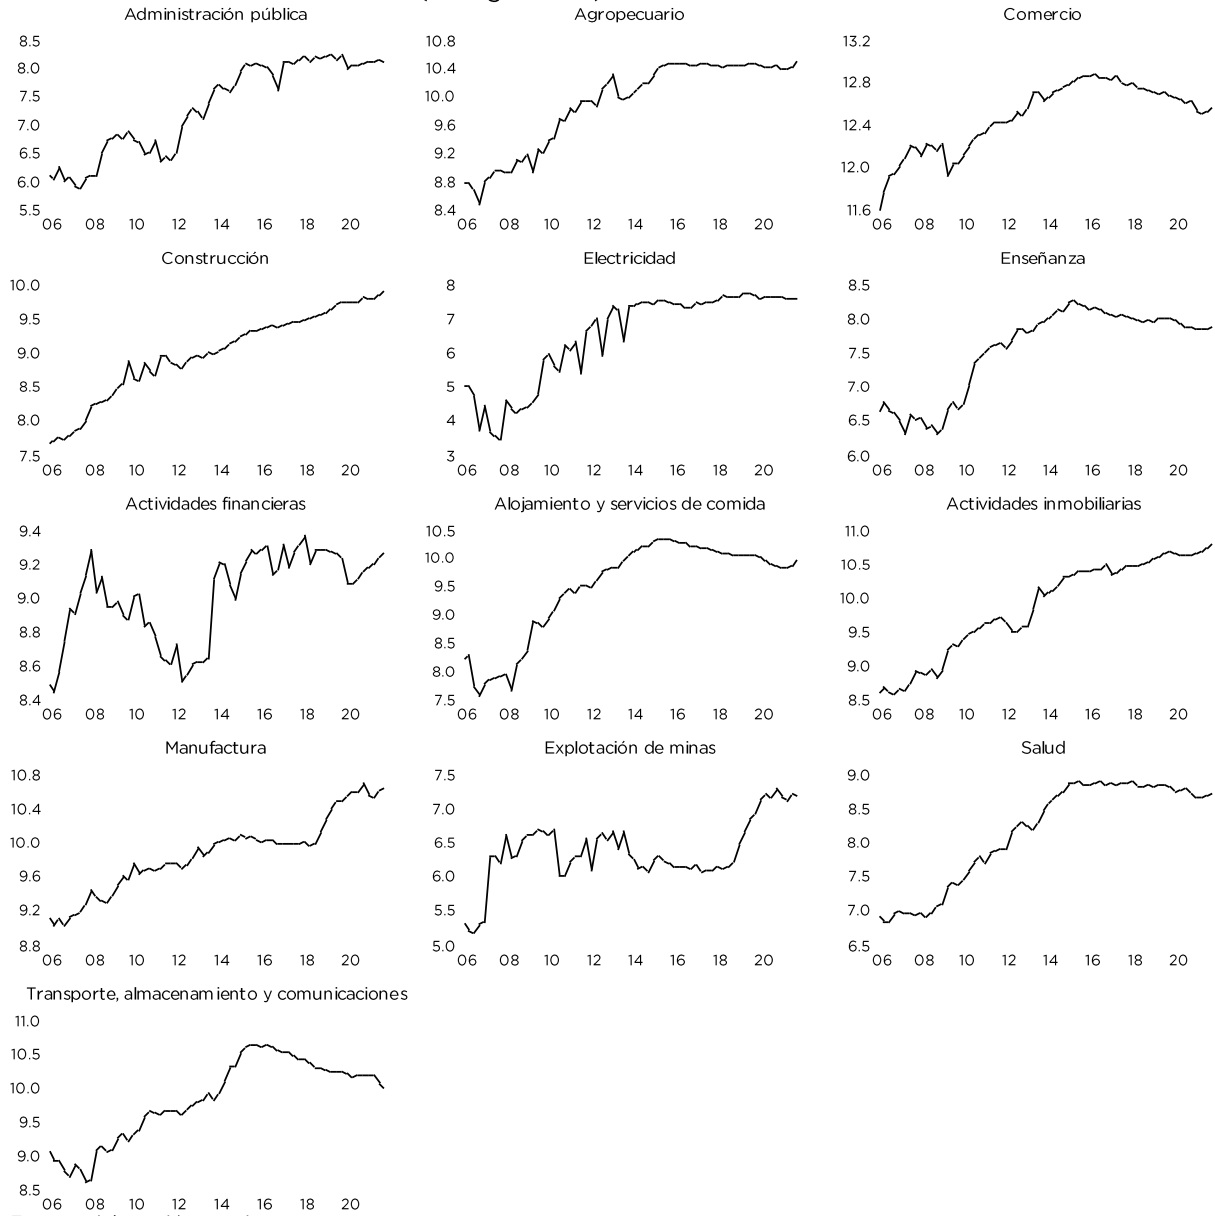 Administración pública Agropecuario Comercio
8.5 10.8 13.2
8.0 10.4 12.8
7.5 10.0
7.0 9.6 12.4
6.5 9.2 12.0
6.0 8.8
5.5 8.4 11.6
06 08 10 12 14 16 18 20 06 08 10 12 14 16 18 20 06 08 10 12 14 16 18 20
Construcción Electricidad Enseñanza
10.0 8 8.5
9.5 7 8.0
9.0 6 7.5
8.5 5 7.0
8.0 4 6.5
7.5 3 6.0
06 08 10 12 14 16 18 20 06 08 10 12 14 16 18 20 06 08 10 12 14 16 18 20
Actividades financieras Alojamiento y servicios de comida Actividades inmobiliarias
9.4 10.5 11.0
9.2 10.0 10.5
9.0 9.5 10.0
8.8 9.0 9.5
8.6 8.5 9.0
8.4 8.0 8.5
7.5
06 08 10 12 14 16 18 20 06 08 10 12 14 16 18 20 06 08 10 12 14 16 18 20
Manufactura Explotación de minas Salud
10.8 7.5 9.0
10.4 7.0 8.5
10.0 6.5 8.0
9.6 6.0 7.5
9.2 5.5 7.0
8.8 5.0 6.5
06 08 10 12 14 16 18 20 06 08 10 12 14 16 18 20 06 08 10 12 14 16 18 20
Transporte, almacenamiento y comunicaciones
11.0
10.5
10.0
9.5
9.0
8.5
06 08 10 12 14 16 18 20